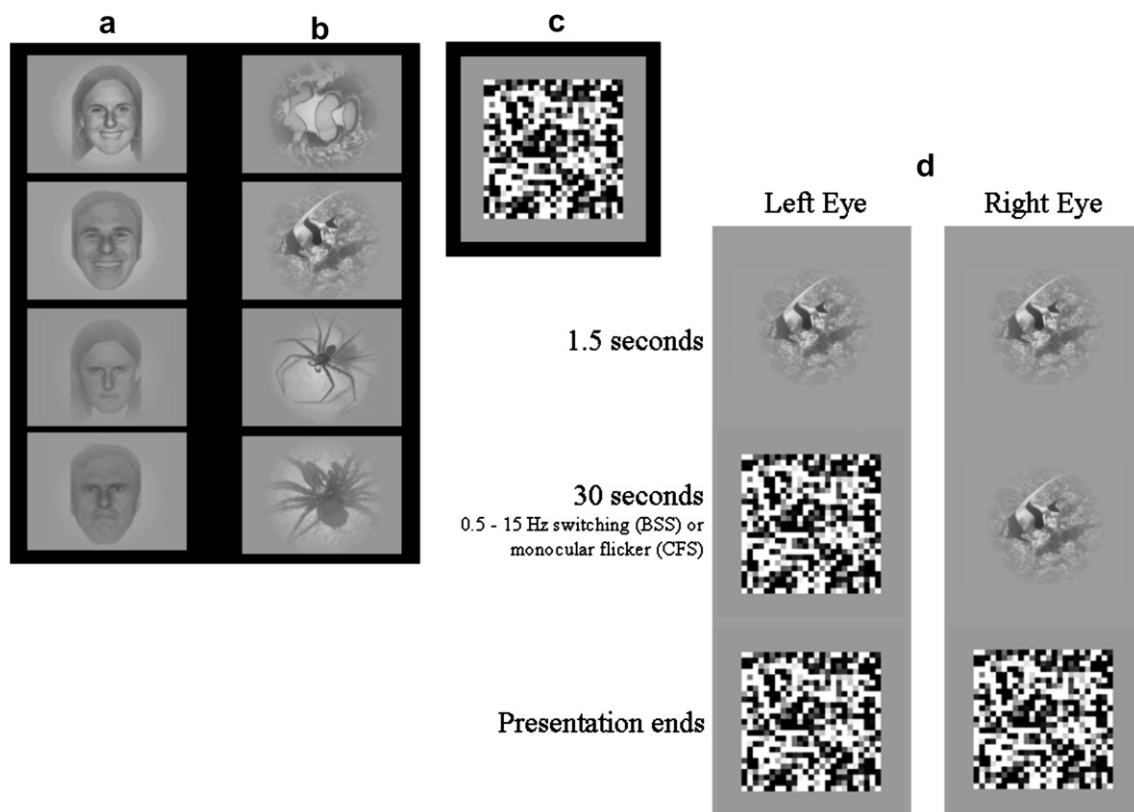 a
b
c
d
Left Eye
Right Eye
1.5 seconds
30 seconds
0.5 - 15 Hz switching (BSS) or
monocular flicker (CFS)
Presentation ends